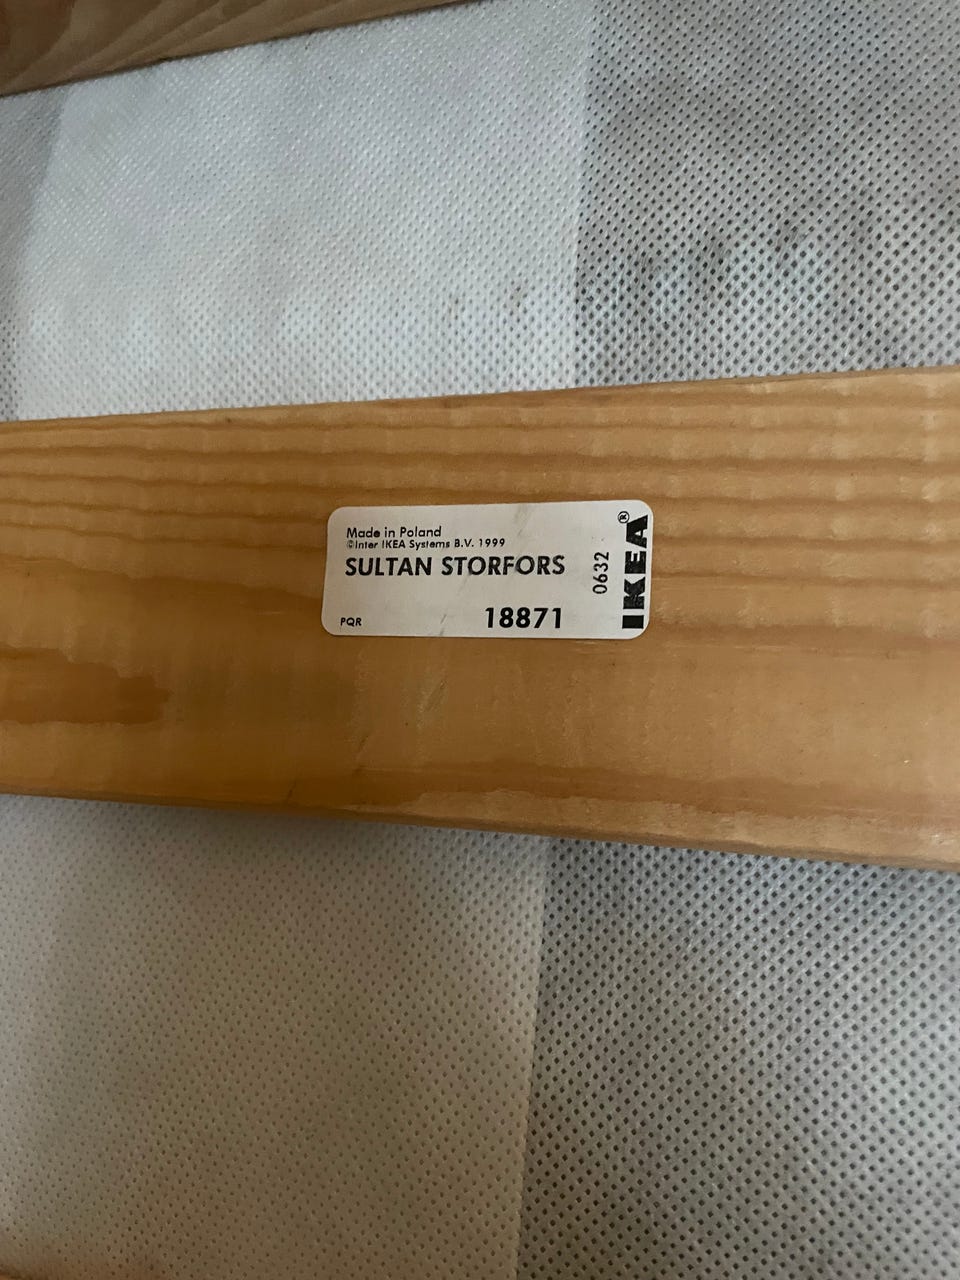 Made in Poland
©Inter IKEA Systems B.V. 1999
SULTAN STORFORS
PQR
18871
0632
IKEA®